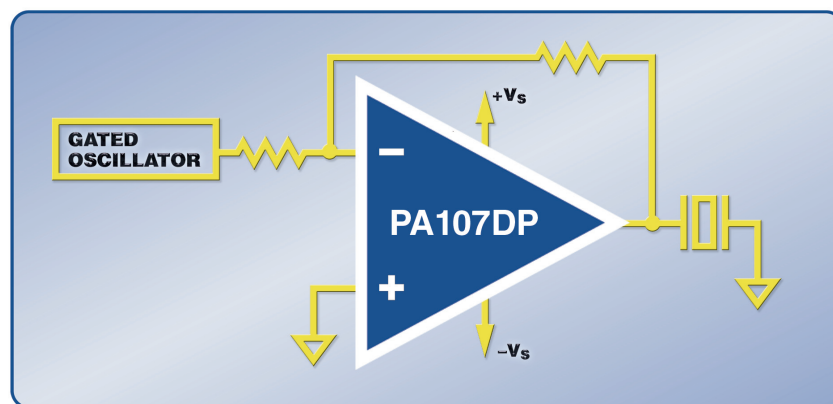 +Vs
GATED
OSCILLATOR
−
PA107DP
+
−Vs